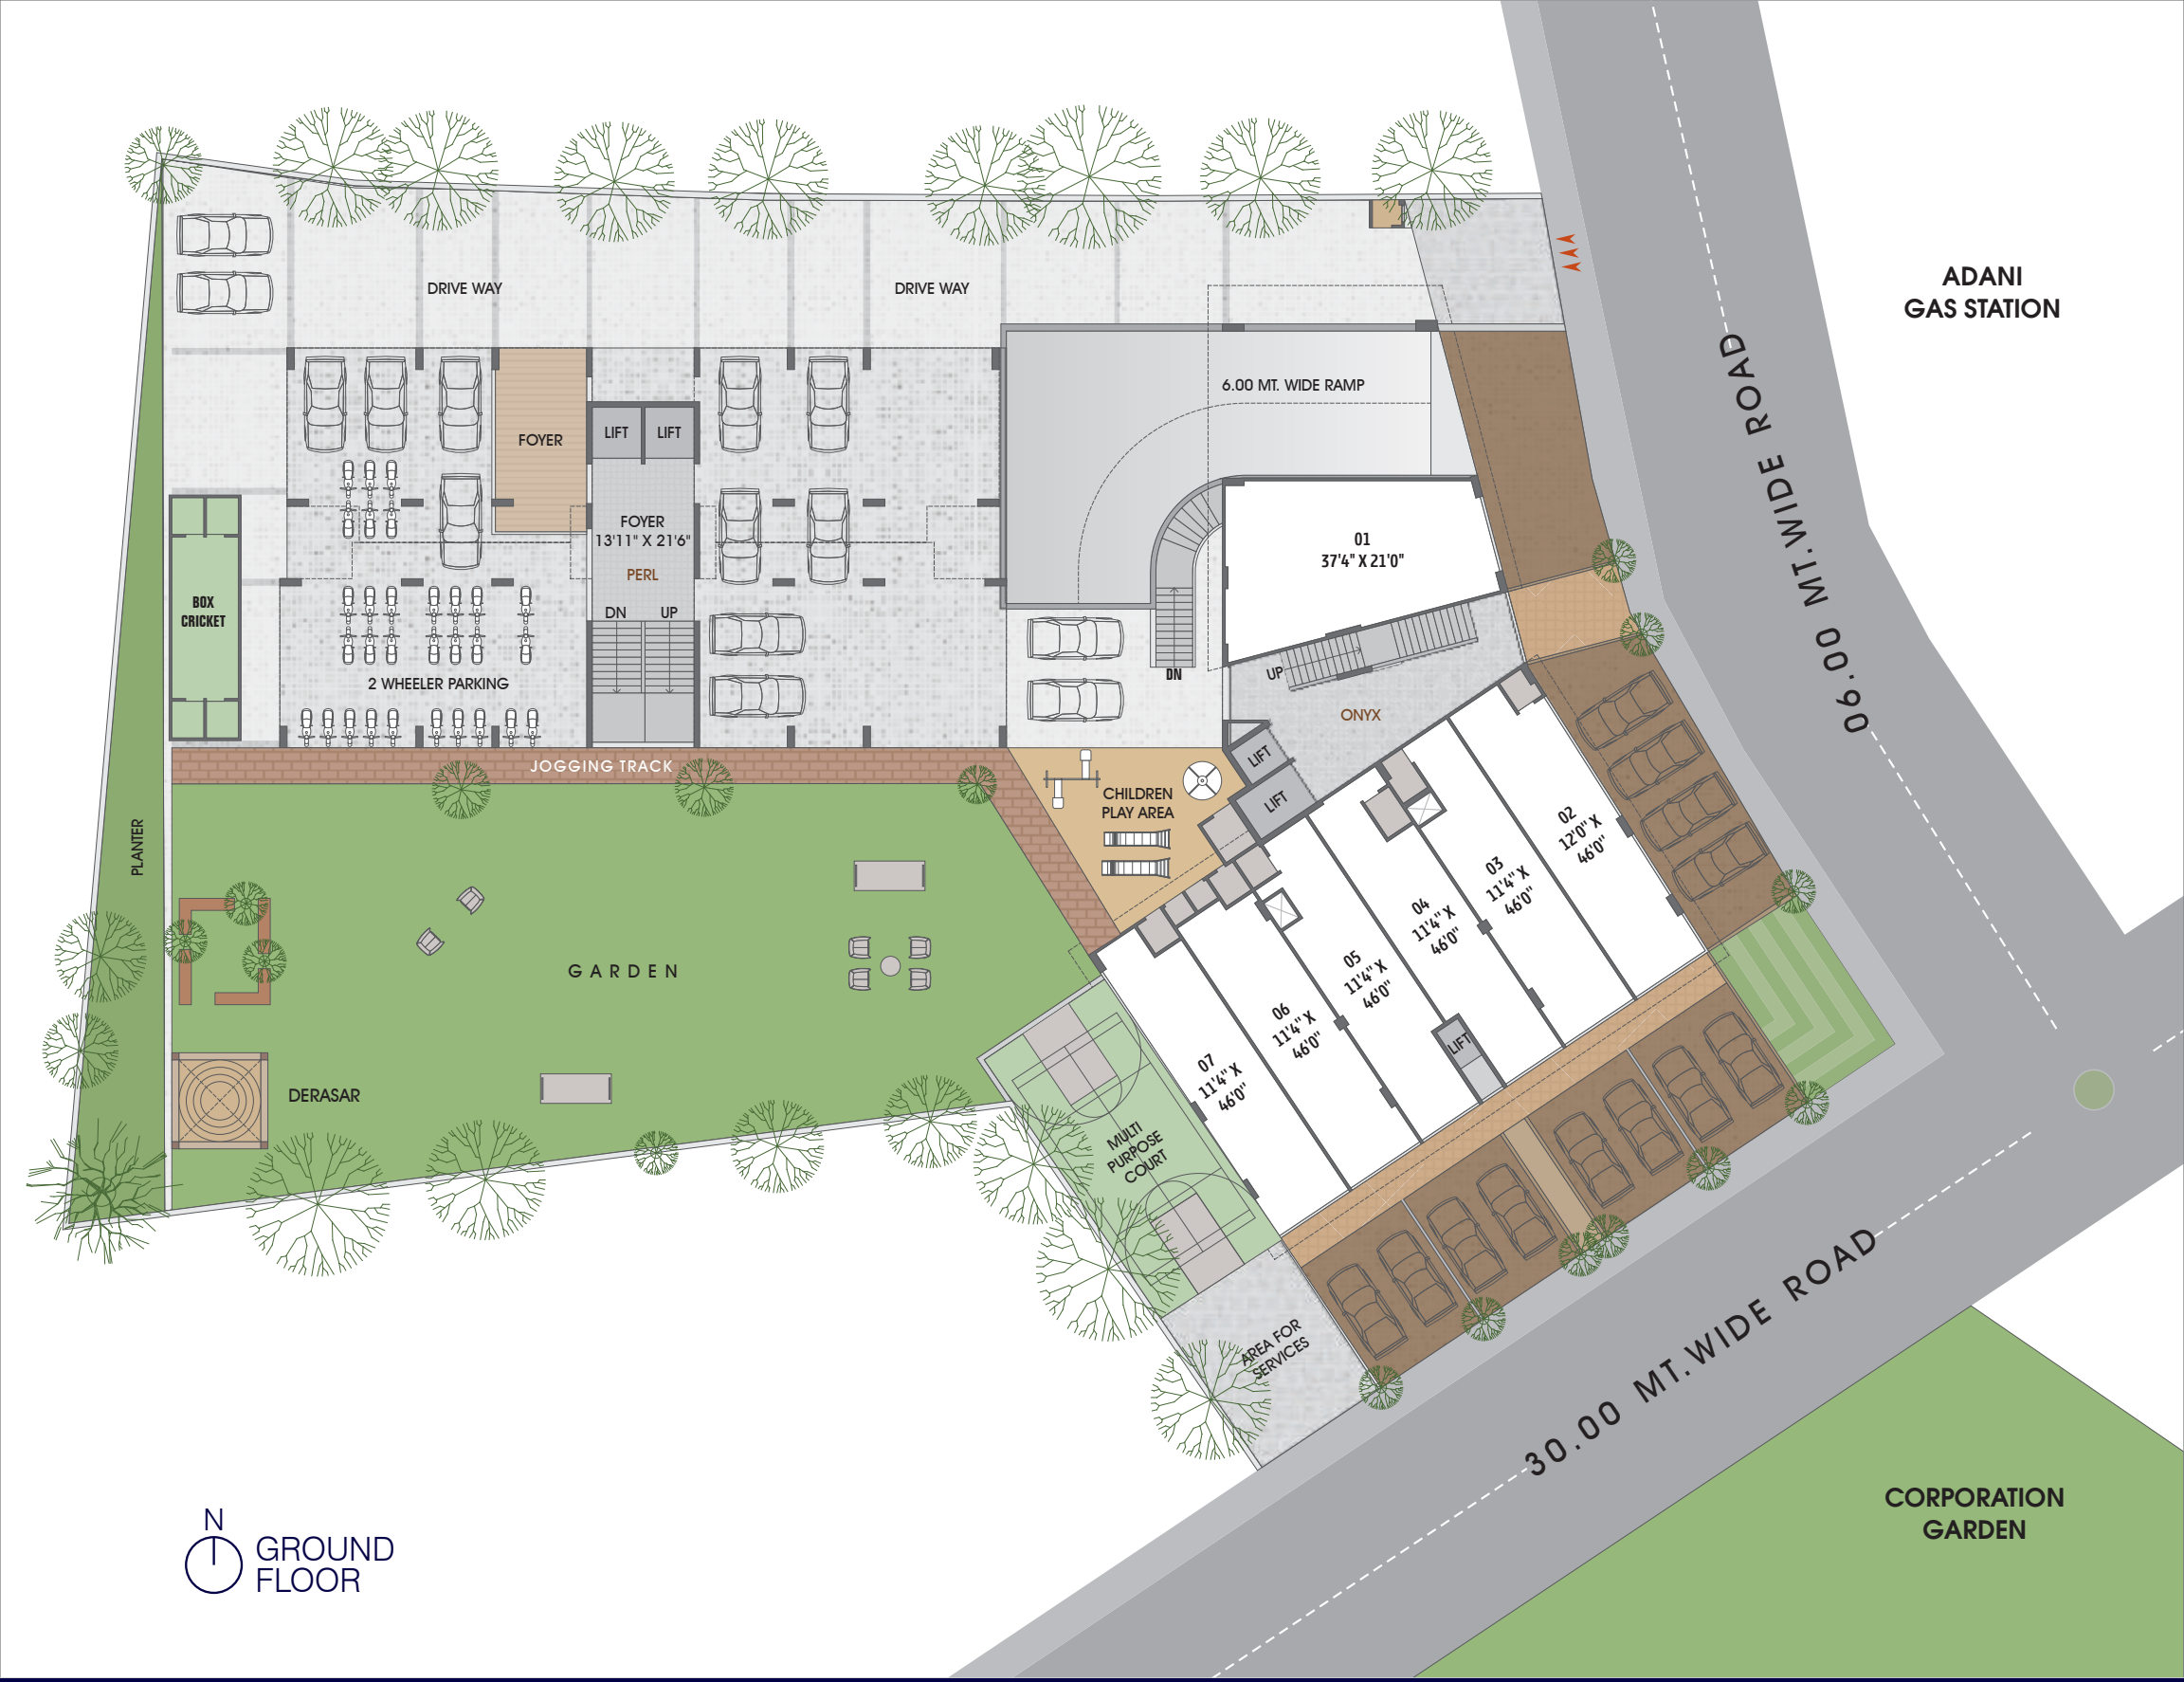 ADANI
GAS STATION
DRIVE WAY
DRIVE WAY
6.00 MT. WIDE RAMP
096.00 MT.WIDE ROAD
LIFT
LIFT
FOYER
FOYER
13'11" X 21'6"
PERL
DN
UP
01
37'4" X 21'0"
BOX
CRICKET
2 WHEELER PARKING
DN
UP
ONYX
JOGGING TRACK
LIFT
LIFT
CHILDREN
PLAY AREA
PLANTER
02
12'0" X
46'0"
03
11'4" X
46'0"
04
11'4" X
46'0"
05
11'4" X
46'0"
06
11'4" X
46'0"
07
11'4" X
46'0"
LIFT
GARDEN
DERASAR
MULTI
PURPOSE
COURT
AREA FOR
SERVICES
30.00 MT.WIDE ROAD
CORPORATION
GARDEN
N
GROUND
FLOOR